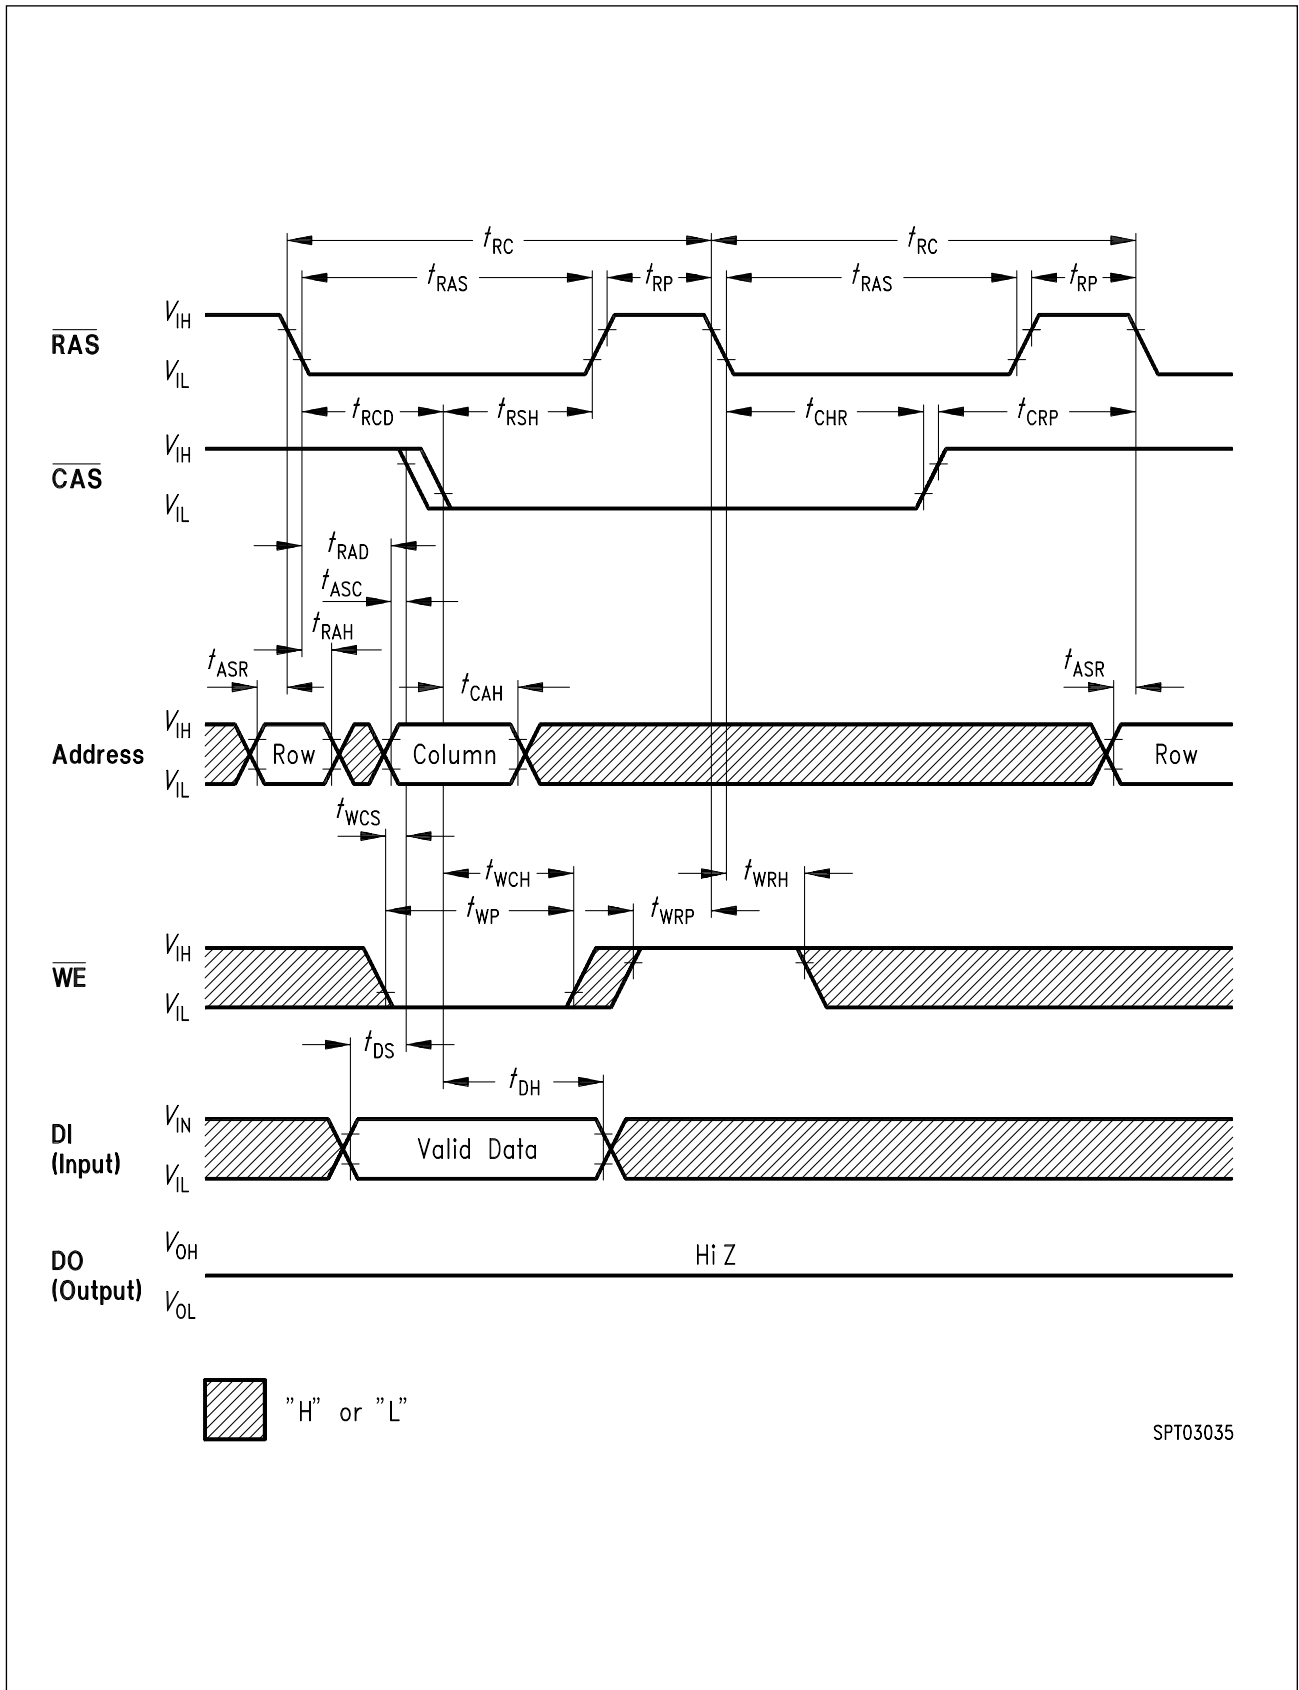 tRC tRC
tRAS tRP tRAS tRP
VIH
RAS
VIL
tRCD tRSH tCHR tCRP
VIH
CAS
VIL
tRAD
tASC
tRAH
tASR tCAH tASR
VIH
Address Row Column Row
VIL
tWCS
tWCH tWRH
tWP tWRP
VIH
WE
VIL
tDS
tDH
VIN
DI
(Input) Valid Data
VIL
VOH
DO Hi Z
(Output)
VOL
"H" or "L"
SPT03035